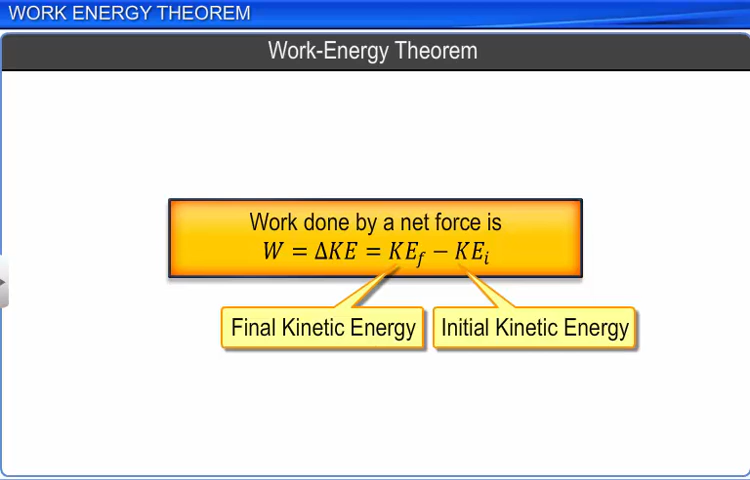 WORK ENERGY THEOREM
Work-Energy Theorem
Work done by a net force is
W = ΔKE = KE_f − KE_i
Final Kinetic Energy
Initial Kinetic Energy